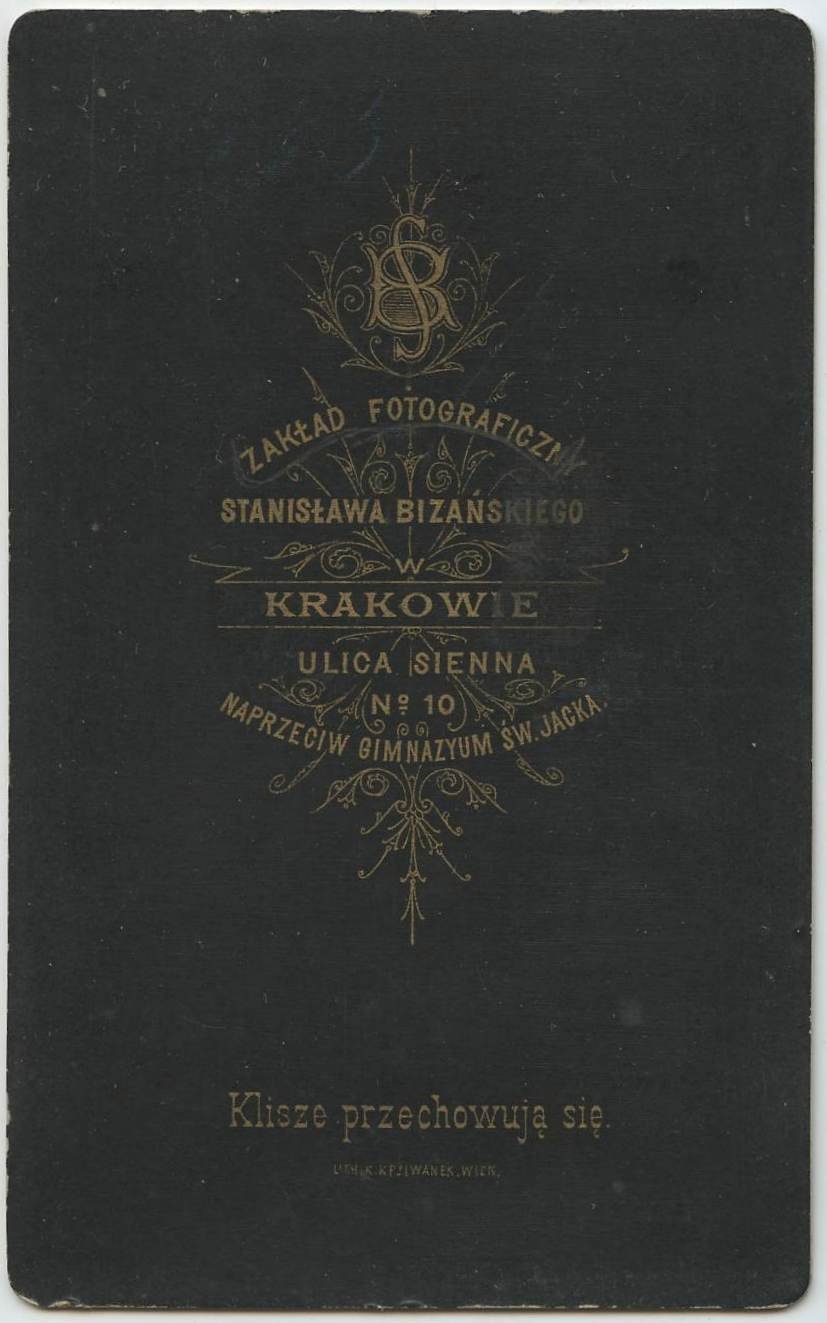 SB
ZAKŁAD FOTOGRAFICZNY
STANISŁAWA BIZAŃSKIEGO
W
KRAKOWIE
ULICA SIENNA
Nº 10
NAPRZECIW GIMNAZYUM ŚW. JACKA.
Klisze przechowują się.
LITH. K. KRZIWANEK, WIEN.